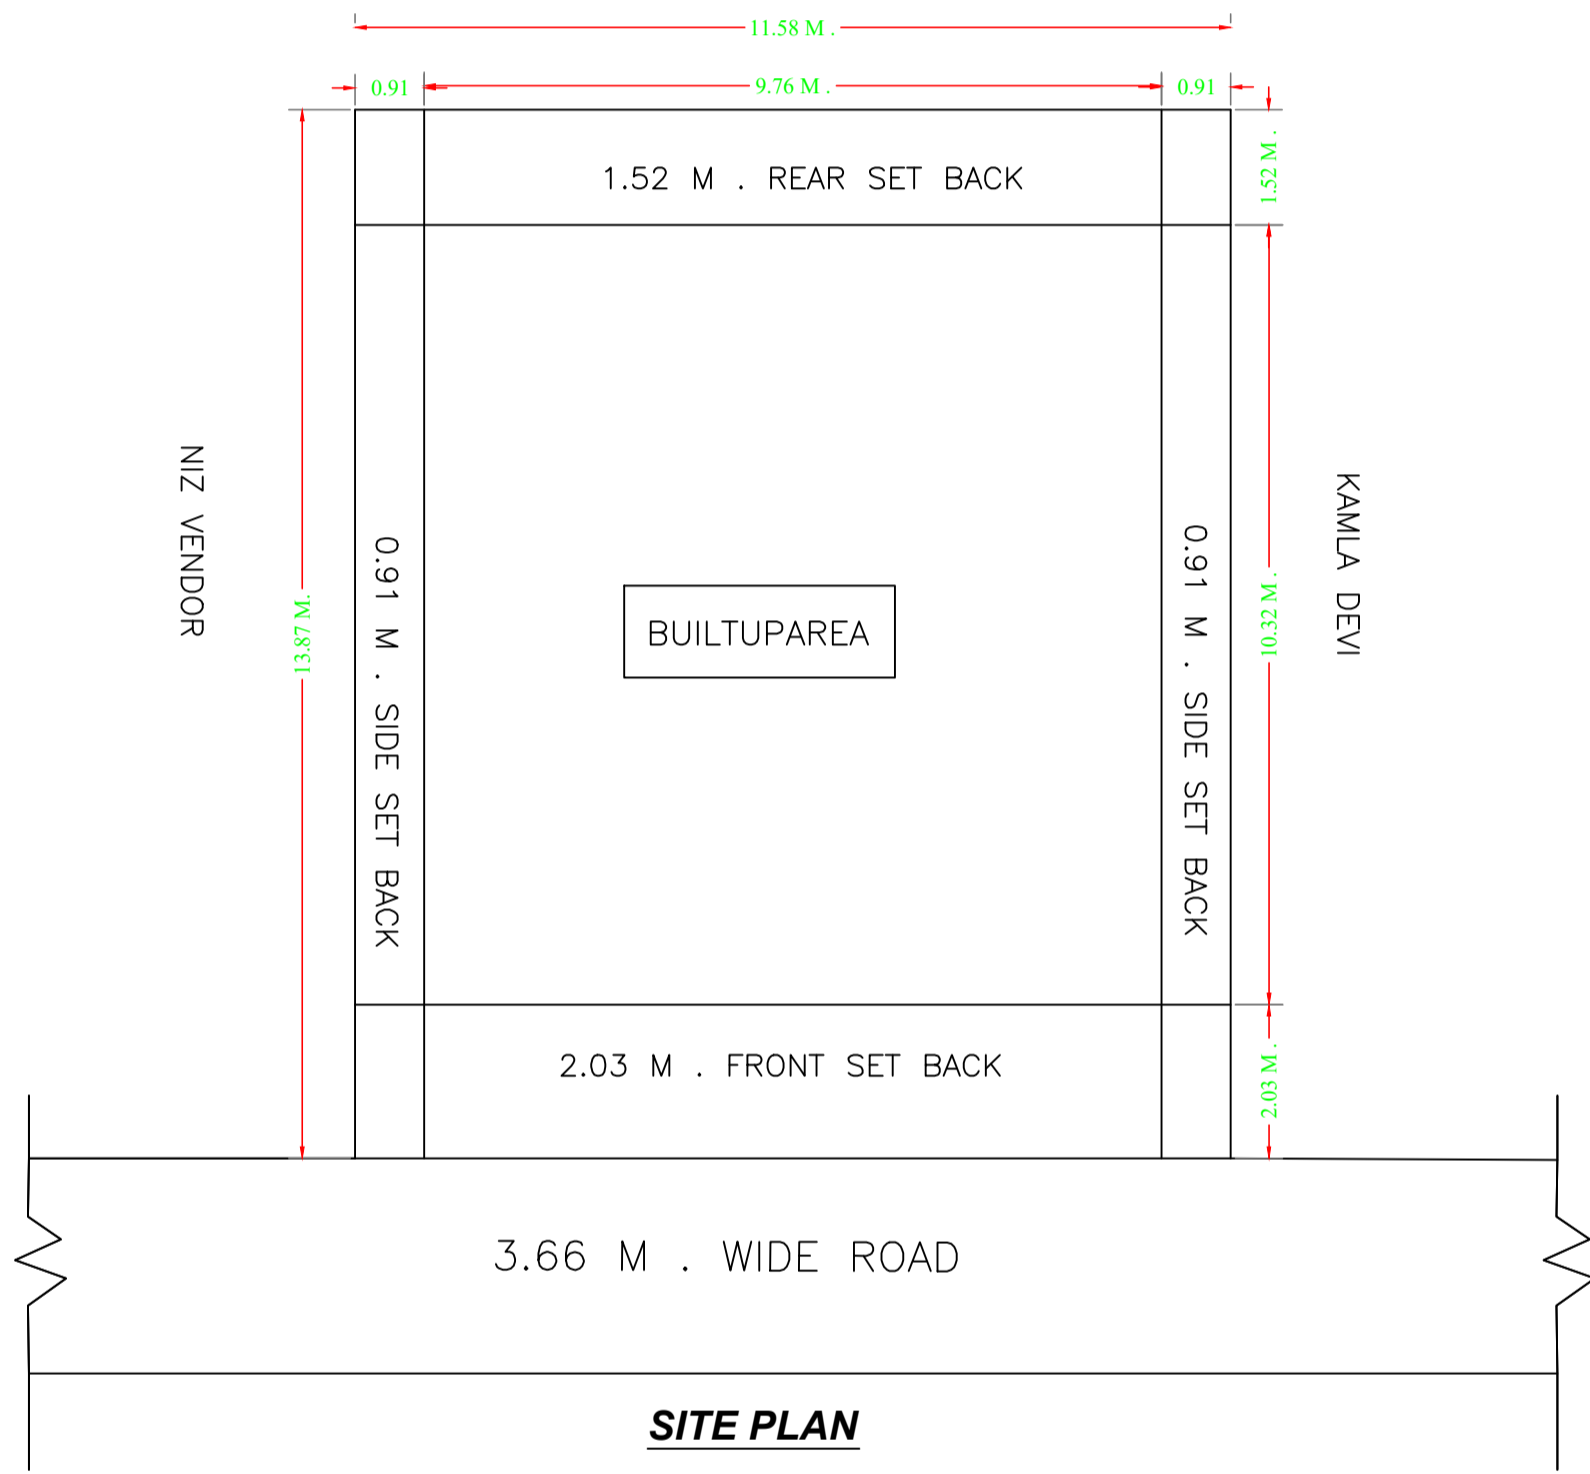 11.58 M .
0.91
9.76 M .
0.91
1.52 M .
1.52 M . REAR SET BACK
NIZ VENDOR
13.87 M.
0.91 M . SIDE SET BACK
BUILTUPAREA
0.91 M . SIDE SET BACK
10.32 M .
KAMLA DEVI
2.03 M . FRONT SET BACK
2.03 M .
3.66 M . WIDE ROAD
SITE PLAN